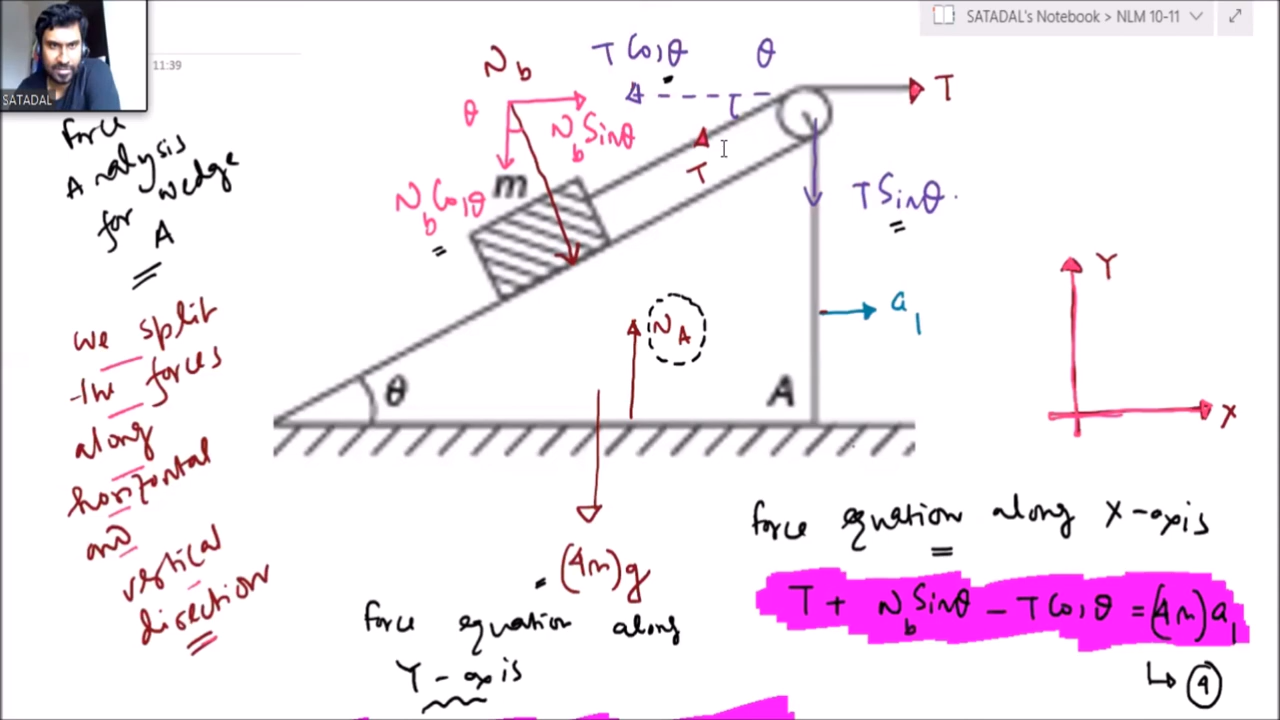 SATADAL's Notebook > NLM 10-11
11:39
SATADAL
force
Analysis
for wedge
A
we split
the forces
along
horizontal
and
vertical
direction
N_b
θ
N_b Sinθ
N_b Cosθ
m
T Cosθ
θ
T
T
T Sinθ
a_1
N_A
θ
A
(4m)g
Y
X
force equation along X-axis
T + N_b Sinθ - T Cosθ = (4m)a_1
↳ ④
force equation along
Y-axis